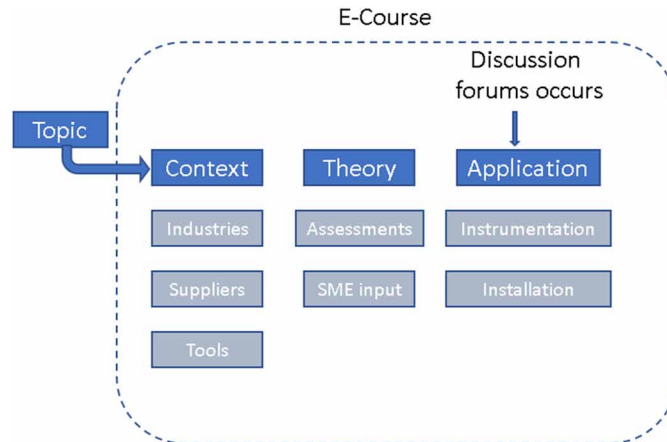 E-Course
Discussion
forums occurs
Topic
Context
Theory
Application
Industries
Assessments
Instrumentation
Suppliers
SME input
Installation
Tools